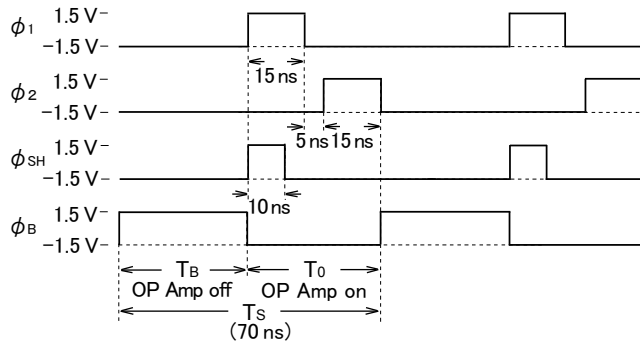 1.5 V
ϕ1
−1.5 V
15 ns
1.5 V
ϕ2
−1.5 V
5 ns 15 ns
1.5 V
ϕSH
−1.5 V
10 ns
1.5 V
ϕB
−1.5 V
TB T0
OP Amp off OP Amp on
TS
(70 ns)